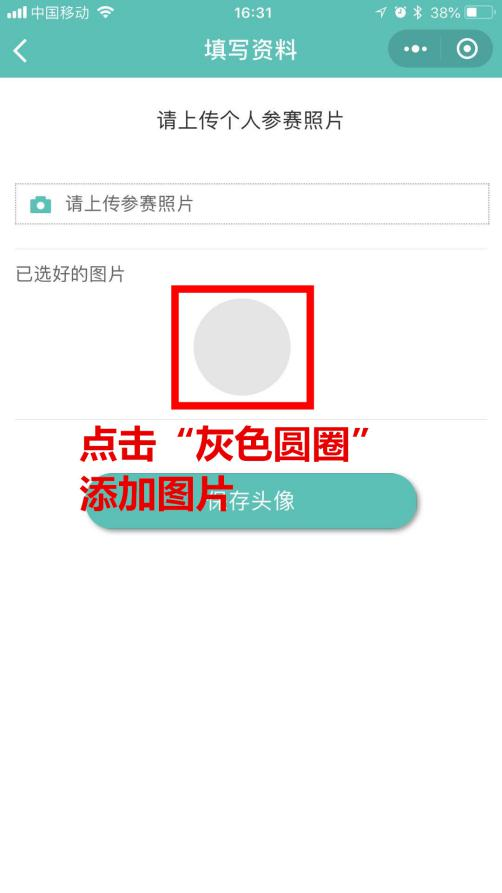 中国移动 16:31 38%
填写资料
请上传个人参赛照片
请上传参赛照片
已选好的图片
点击“灰色圆圈”
添加图片
保存头像